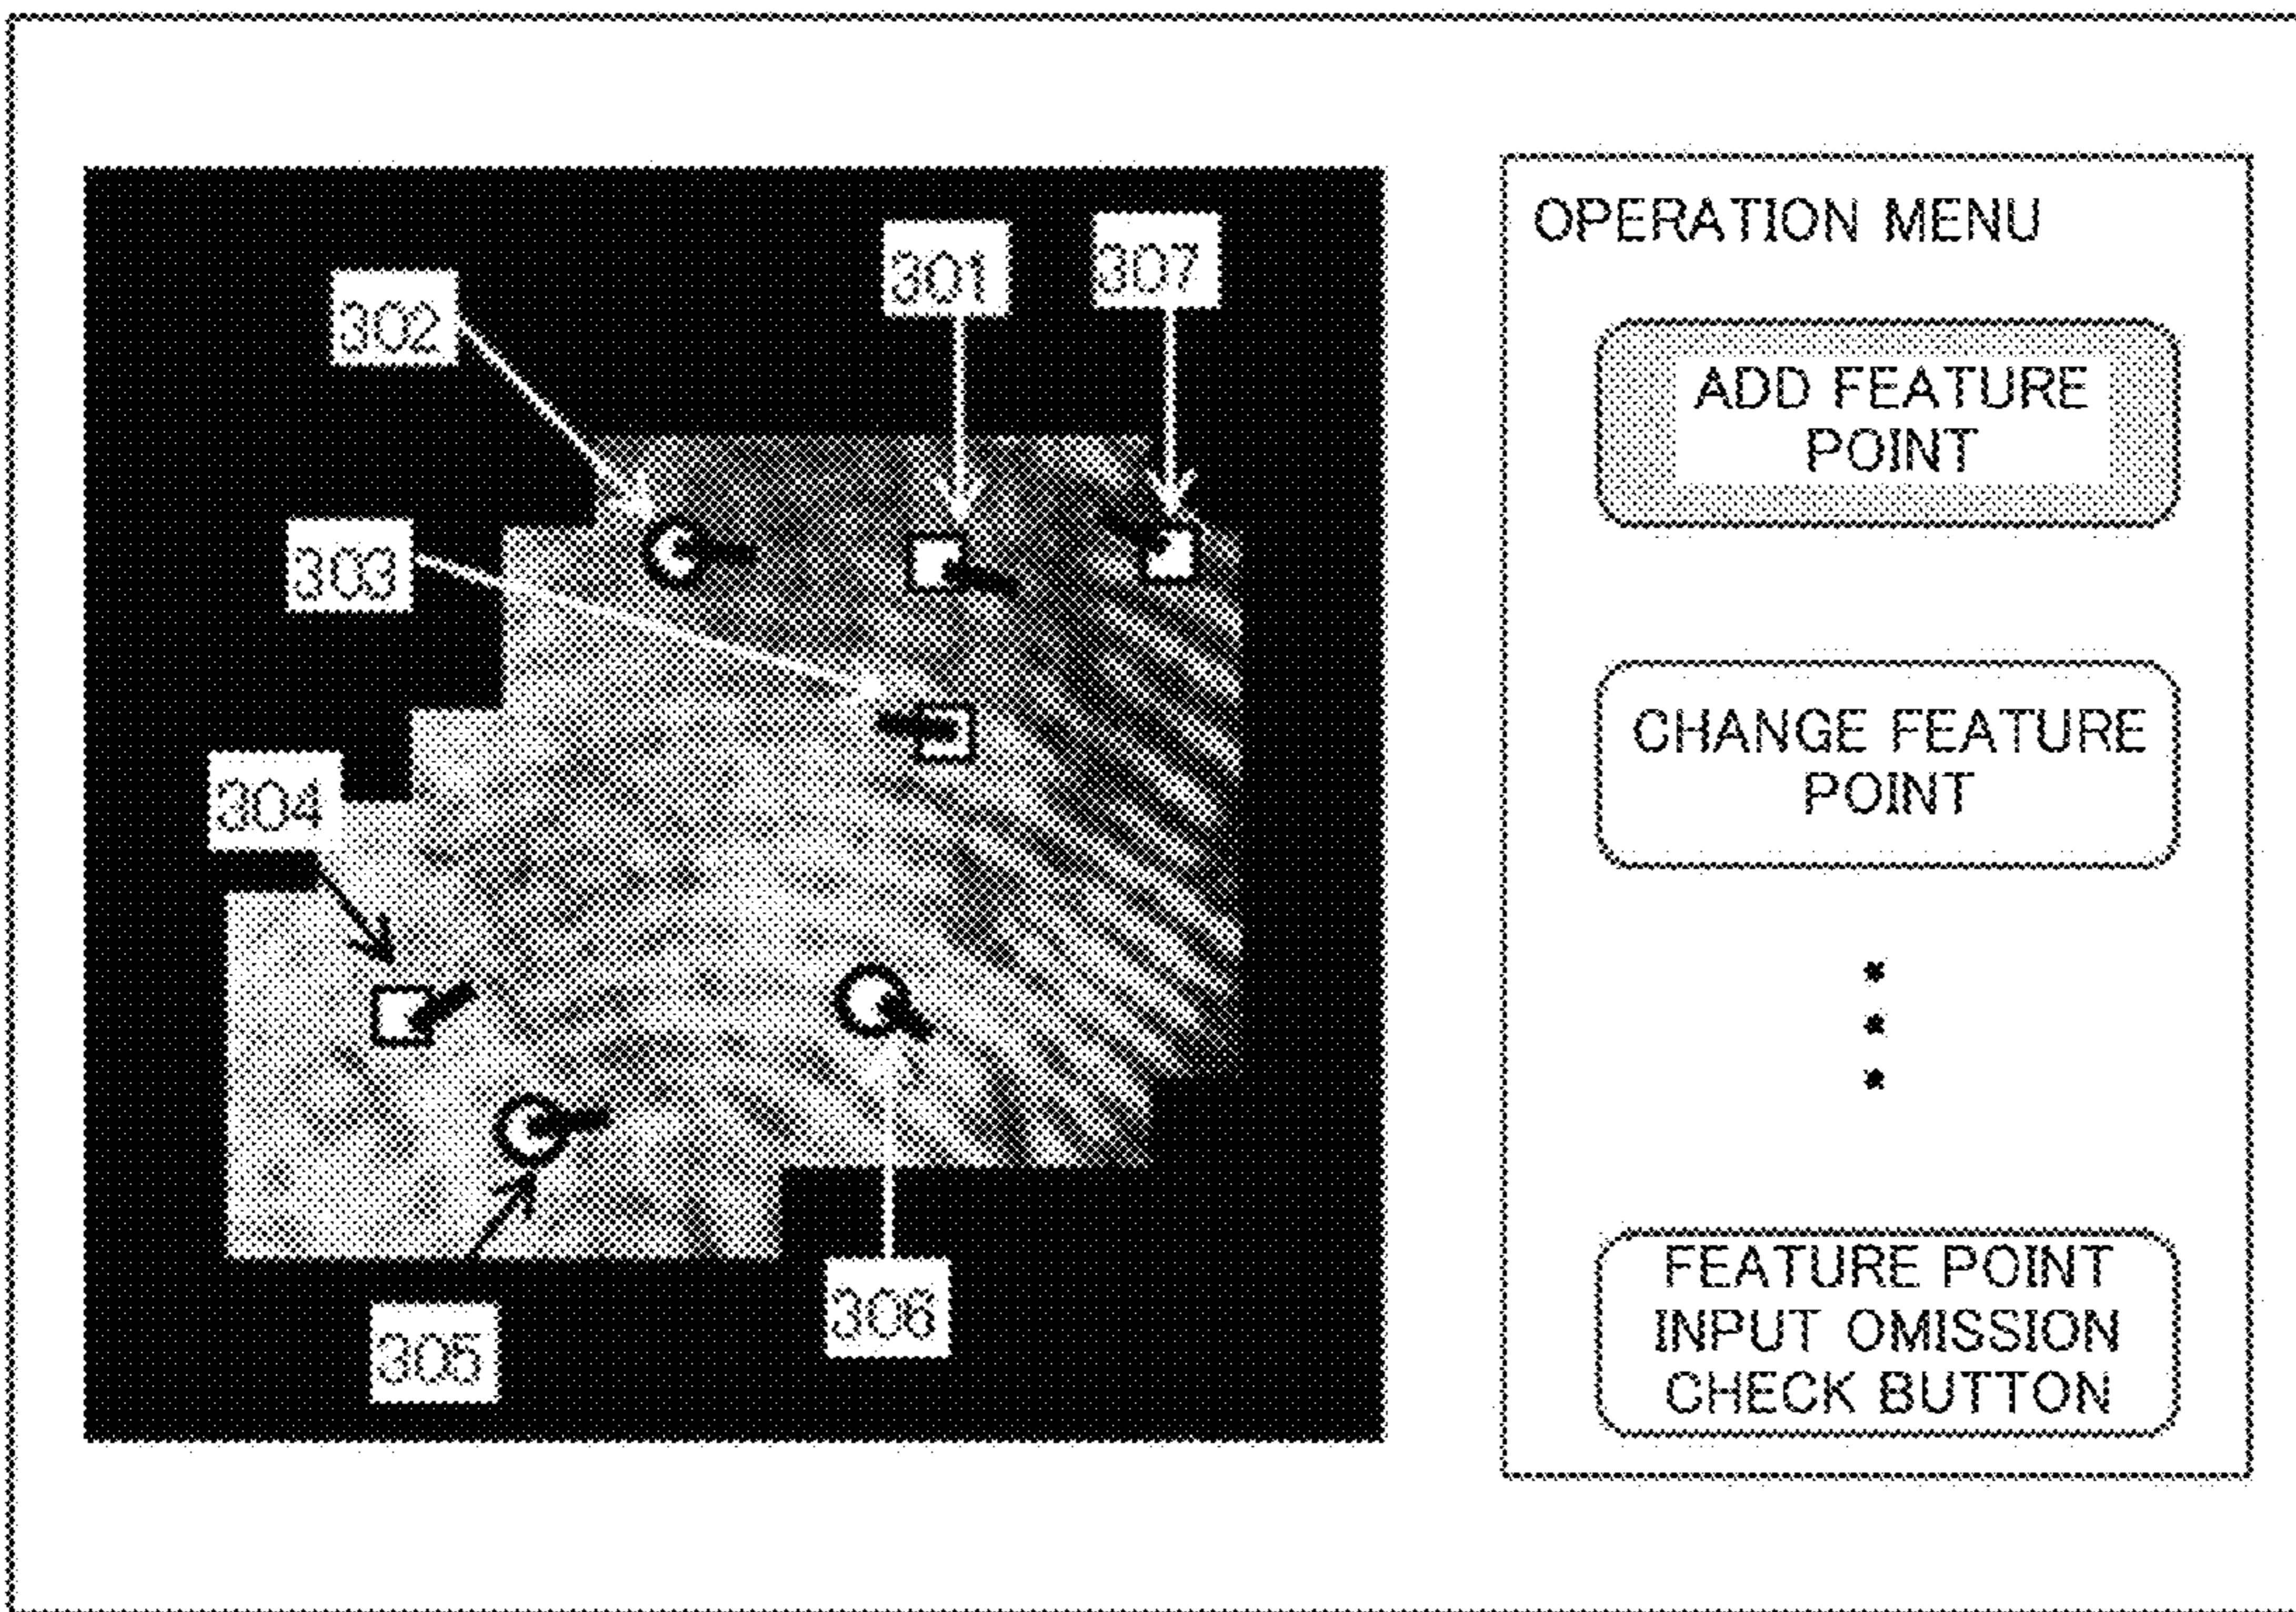 301
307
302
303
304
305
306
OPERATION MENU
ADD FEATURE
POINT
CHANGE FEATURE
POINT
FEATURE POINT
INPUT OMISSION
CHECK BUTTON